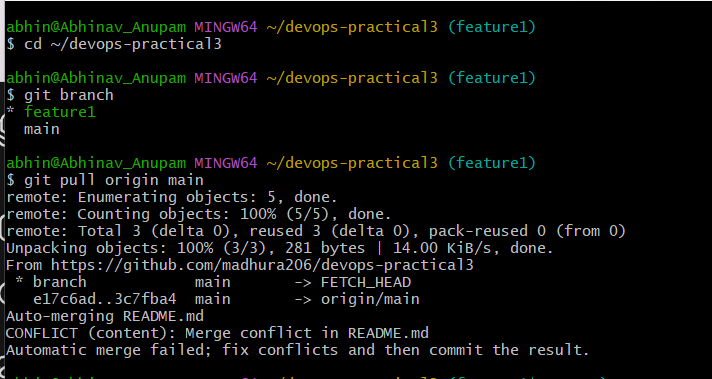 abhin@Abhinav_Anupam MINGW64 ~/devops-practical3 (feature1)
$ cd ~/devops-practical3
abhin@Abhinav_Anupam MINGW64 ~/devops-practical3 (feature1)
$ git branch
* feature1
  main
abhin@Abhinav_Anupam MINGW64 ~/devops-practical3 (feature1)
$ git pull origin main
remote: Enumerating objects: 5, done.
remote: Counting objects: 100% (5/5), done.
remote: Total 3 (delta 0), reused 3 (delta 0), pack-reused 0 (from 0)
Unpacking objects: 100% (3/3), 281 bytes | 14.00 KiB/s, done.
From https://github.com/madhura206/devops-practical3
 * branch            main       -> FETCH_HEAD
   e17c6ad..3c7fba4  main       -> origin/main
Auto-merging README.md
CONFLICT (content): Merge conflict in README.md
Automatic merge failed; fix conflicts and then commit the result.